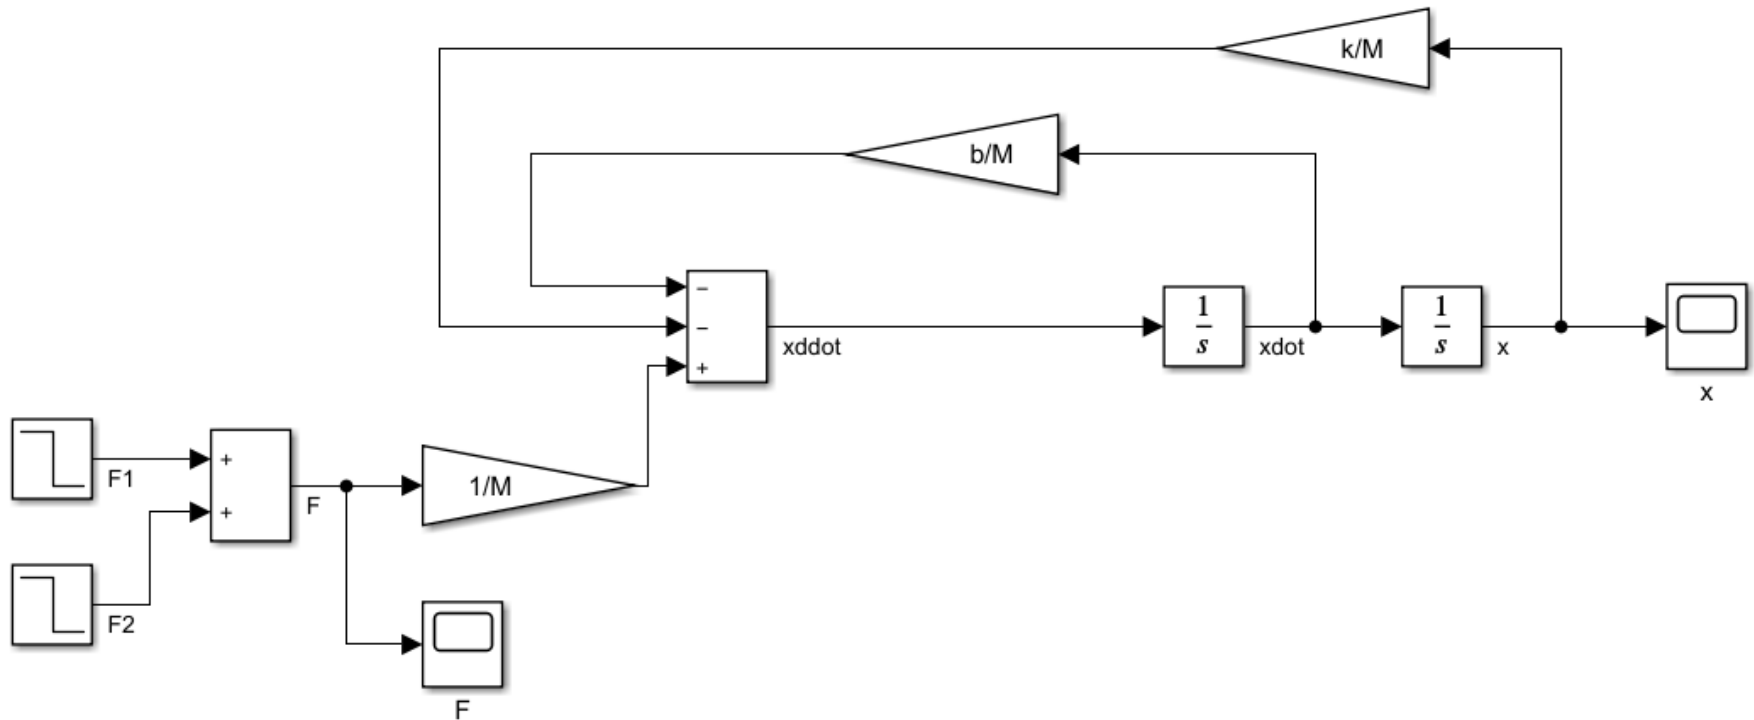 k/M
b/M
−
−
+
xddot
1
s
xdot
1
s
x
x
F1
+
+
F
1/M
F2
F